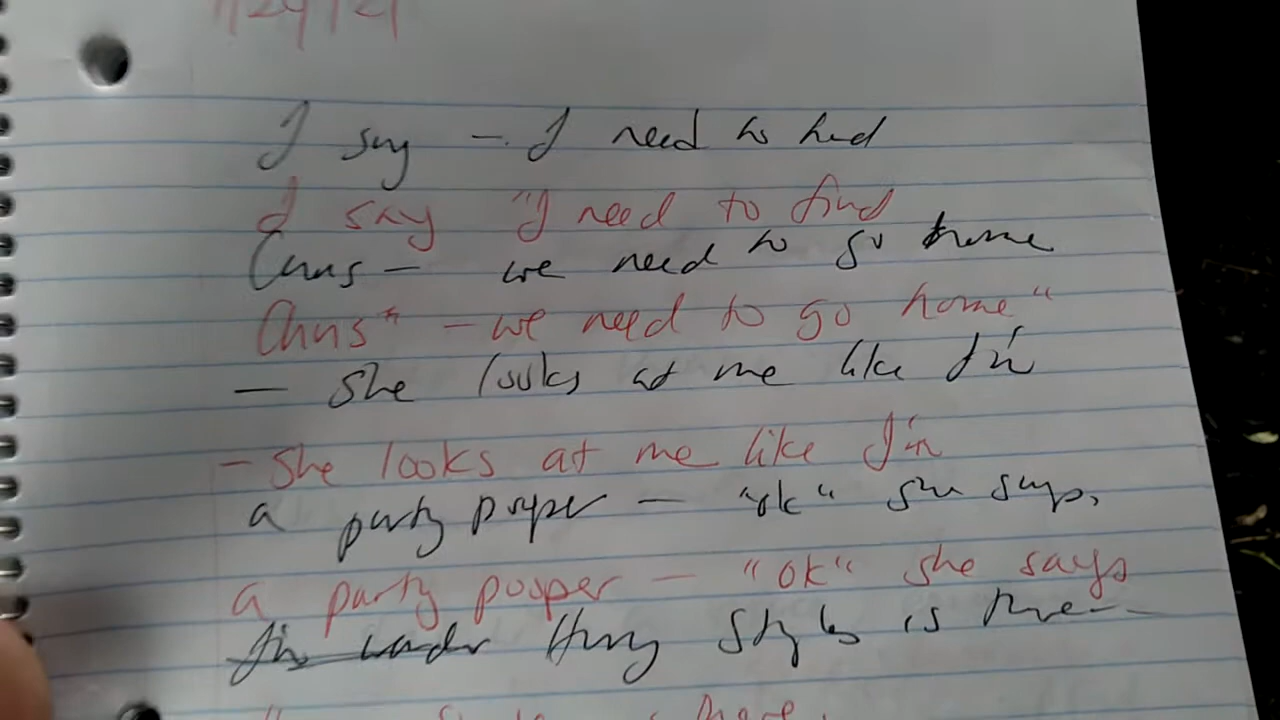 I say - I need to
I say "I need to find
Chris - we need to go home
Chris" - we need to go home"
- She looks at me like I'm
- She looks at me like I'm
a party pooper - "ok" she says,
a party pooper - "ok" she says
Harry Styles is there